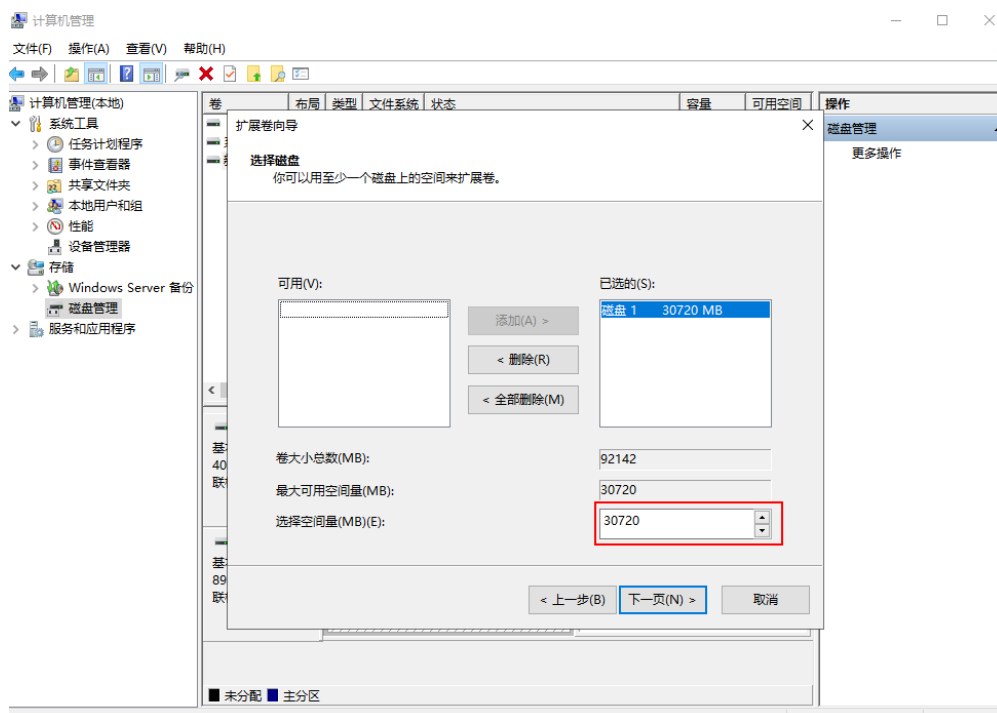 计算机管理
文件(F) 操作(A) 查看(V) 帮助(H)
计算机管理(本地)
系统工具
任务计划程序
事件查看器
共享文件夹
本地用户和组
性能
设备管理器
存储
Windows Server 备份
磁盘管理
服务和应用程序
卷 布局 类型 文件系统 状态 容量 可用空间
扩展卷向导
选择磁盘
你可以用至少一个磁盘上的空间来扩展卷。
可用(V):
已选的(S):
磁盘 1 30720 MB
添加(A) >
< 删除(R)
< 全部删除(M)
卷大小总数(MB): 92142
最大可用空间量(MB): 30720
选择空间量(MB)(E): 30720
< 上一步(B) 下一页(N) > 取消
基
40
联
基
89
联
未分配 主分区
操作
磁盘管理
更多操作